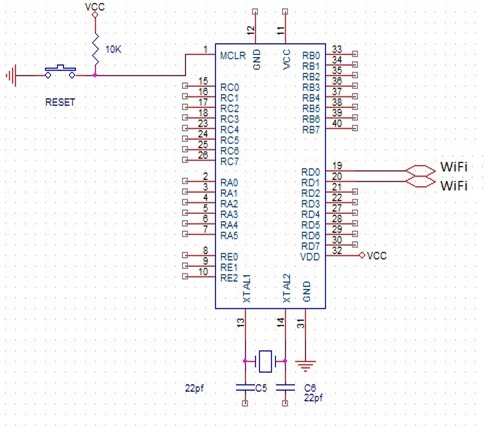 VCC
10K
RESET
12
11
GND
VCC
1
MCLR
15 RC0
16 RC1
17 RC2
18 RC3
23 RC4
24 RC5
25 RC6
26 RC7
2 RA0
3 RA1
4 RA2
5 RA3
6 RA4
7 RA5
8 RE0
9 RE1
10 RE2
RB0 33
RB1 34
RB2 35
RB3 36
RB4 37
RB5 38
RB6 39
RB7 40
RD0 19 WiFi
RD1 20 WiFi
RD2 21
RD3 22
RD4 27
RD5 28
RD6 29
RD7 30
VDD 32 VCC
XTAL1
XTAL2
GND
13
14
31
22pf
C5
C6
22pf